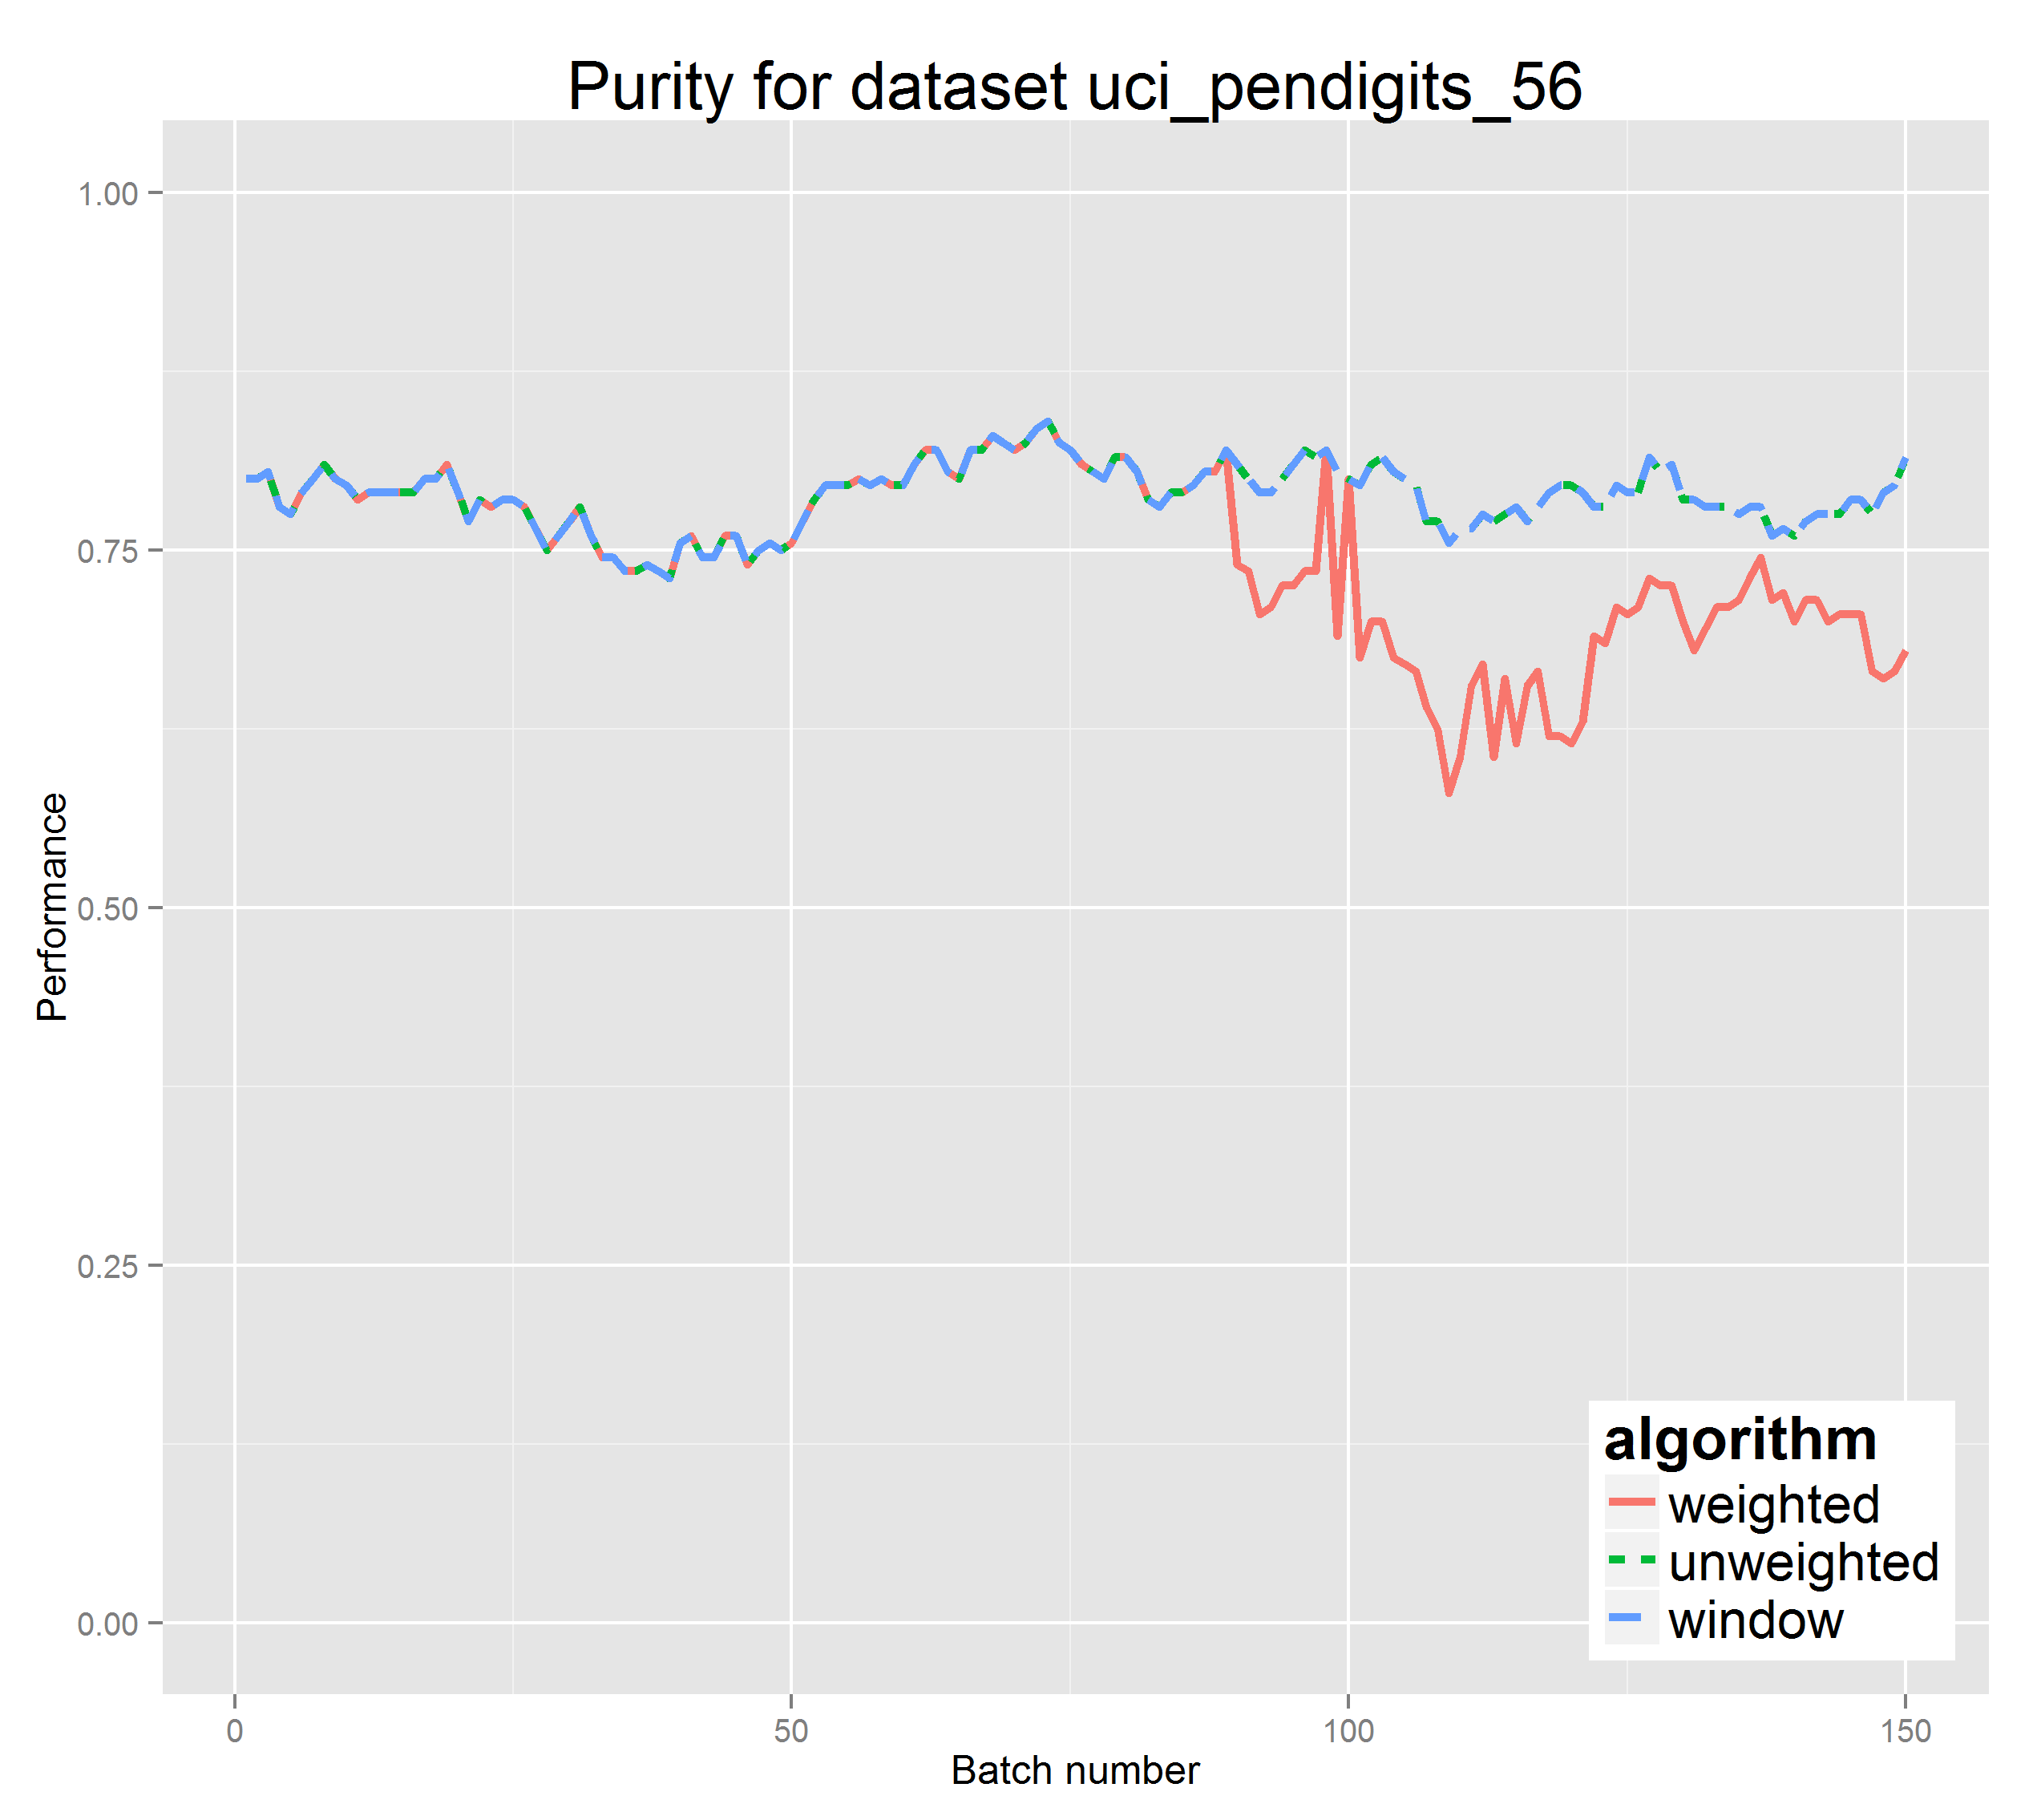 Purity for dataset uci_pendigits_56
1.00
0.75
0.50
0.25
0.00
Performance
0
50
100
150
Batch number
algorithm
weighted
unweighted
window